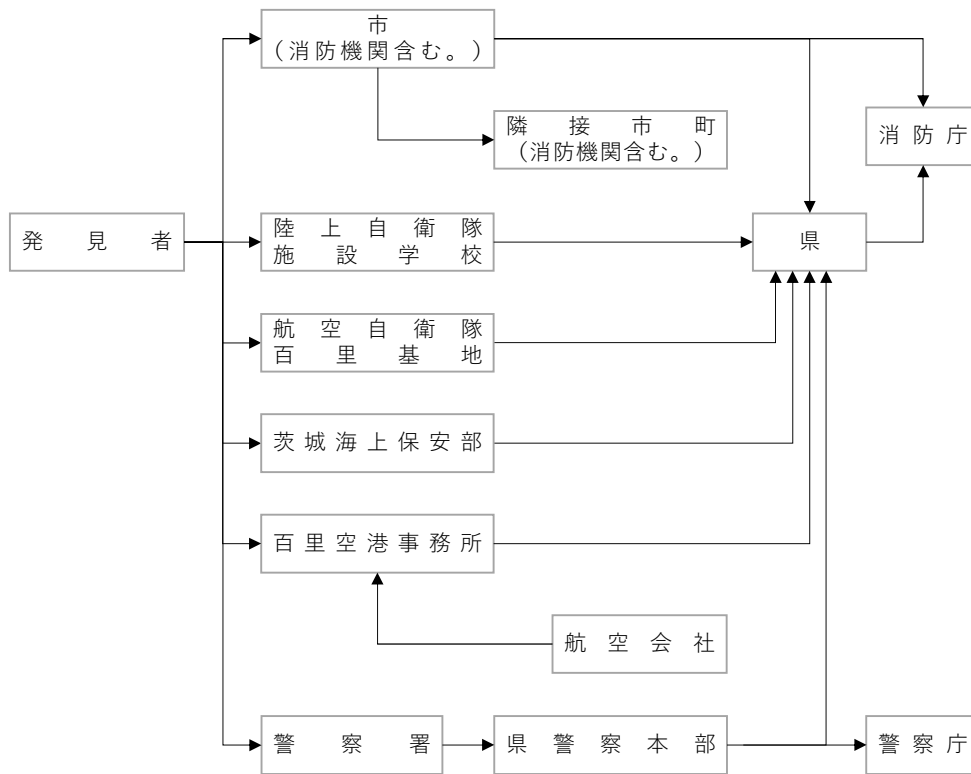 市
（消防機関含む。）
隣接市町
（消防機関含む。）
消防庁
発見者
陸上自衛隊
施設学校
県
航空自衛隊
百里基地
茨城海上保安部
百里空港事務所
航空会社
警察署
県警察本部
警察庁